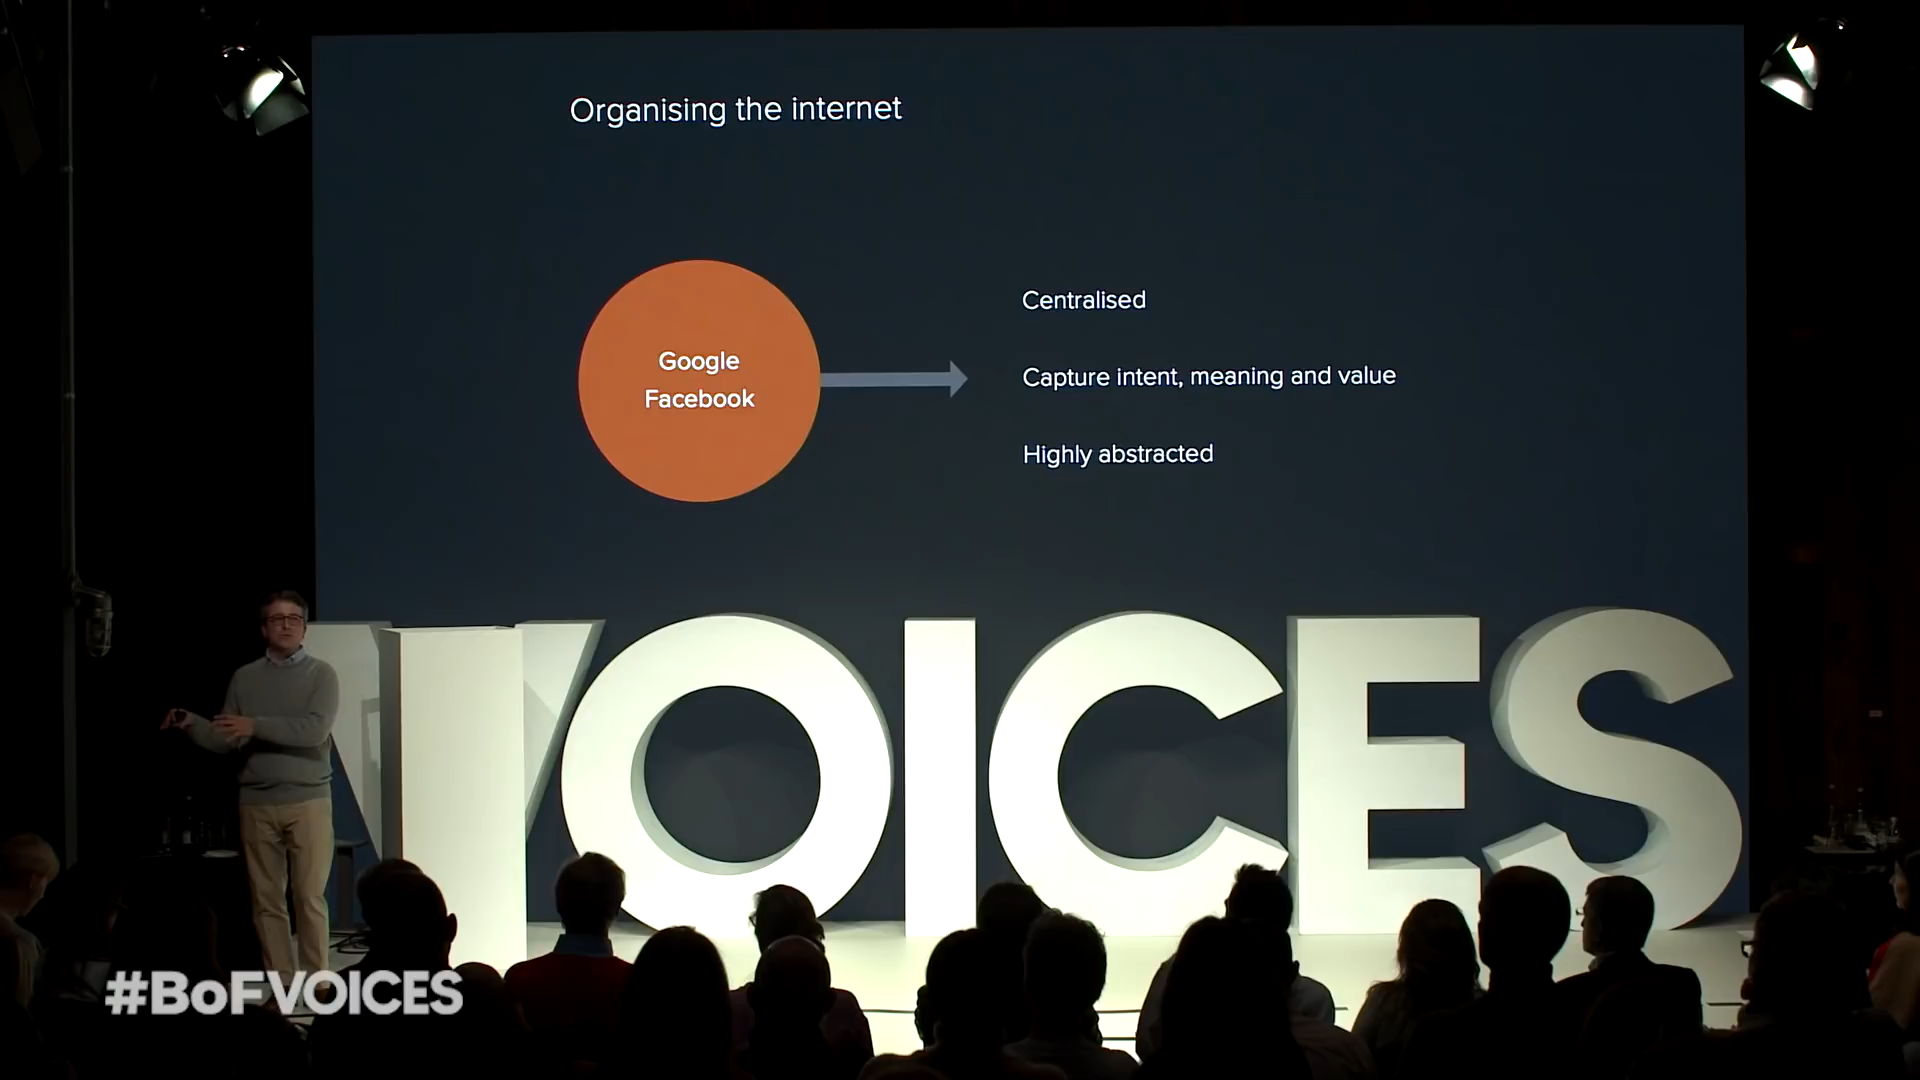 Organising the internet
Google
Facebook
Centralised
Capture intent, meaning and value
Highly abstracted
VOICES
#BoFVOICES